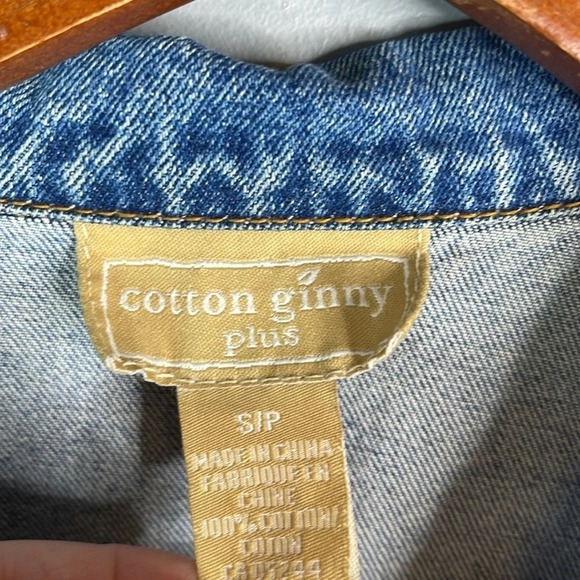 cotton ginny
plus
S/P
MADE IN CHINA
FABRIQUE EN
CHINE
100% COTTON/
COTON